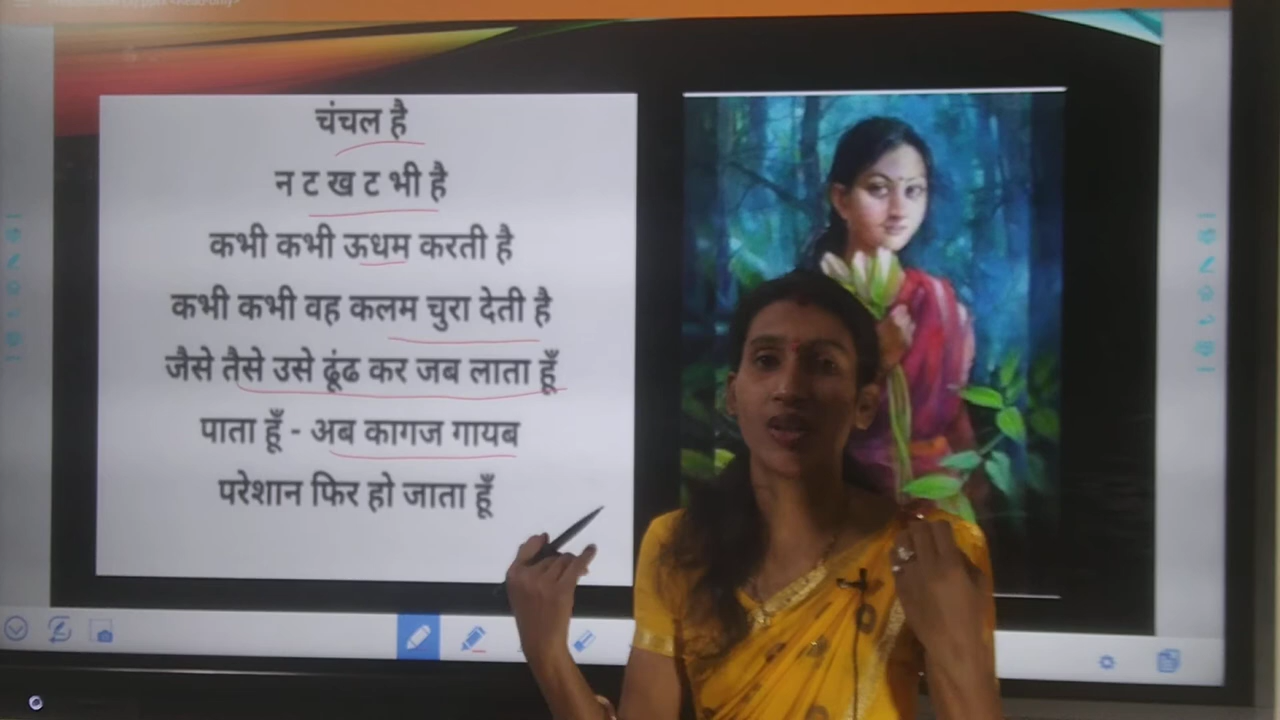 चंचल है
न ट ख ट भी है
कभी कभी ऊधम करती है
कभी कभी वह कलम चुरा देती है
जैसे तैसे उसे ढूंढ कर जब लाता हूँ
पाता हूँ - अब कागज गायब
परेशान फिर हो जाता हूँ